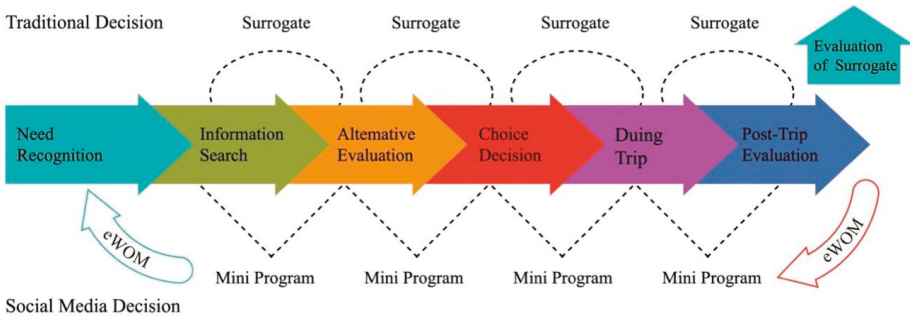 Traditional Decision
Surrogate
Surrogate
Surrogate
Surrogate
Evaluation
of Surrogate
Need
Recognition
Information
Search
Altemative
Evaluation
Choice
Decision
Duing
Trip
Post-Trip
Evaluation
eWOM
eWOM
Mini Program
Mini Program
Mini Program
Mini Program
Social Media Decision